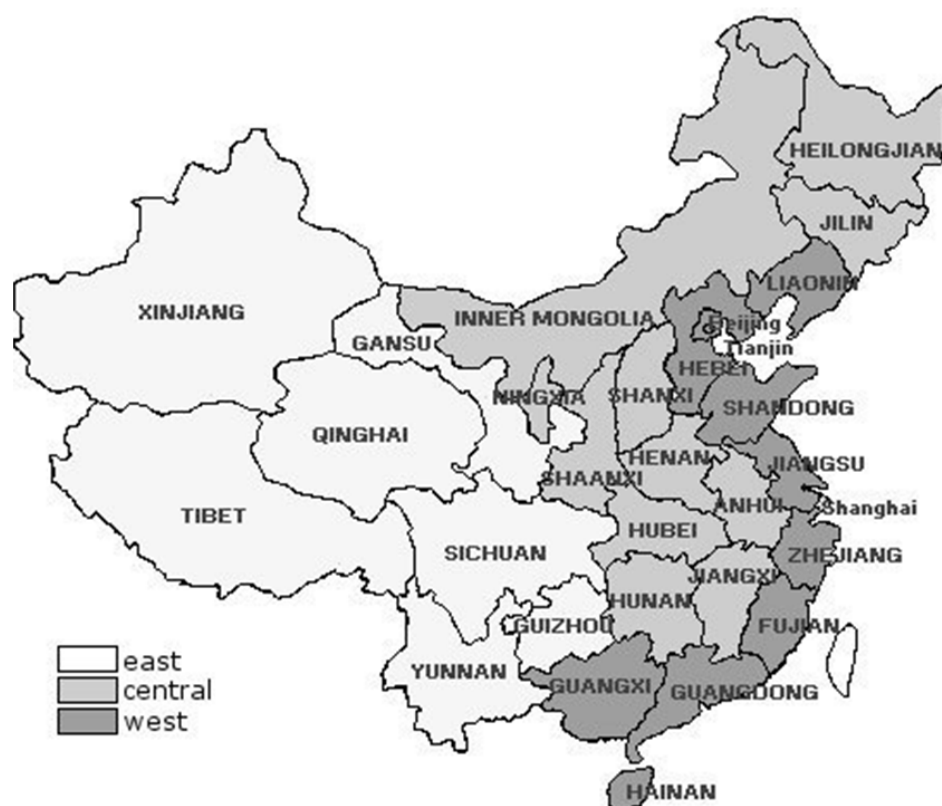 HEILONGJIAN
JILIN
LIAONIN
XINJIANG
INNER MONGOLIA
Beijing
GANSU
Tianjin
HEBEI
NINGXIA
SHANXI
SHANDONG
QINGHAI
HENAN
JIANGSU
SHAANXI
ANHUI
Shanghai
TIBET
HUBEI
SICHUAN
ZHEJIANG
JIANGXI
HUNAN
GUIZHOU
FUJIAN
YUNNAN
GUANGXI
GUANGDONG
HAINAN
east
central
west